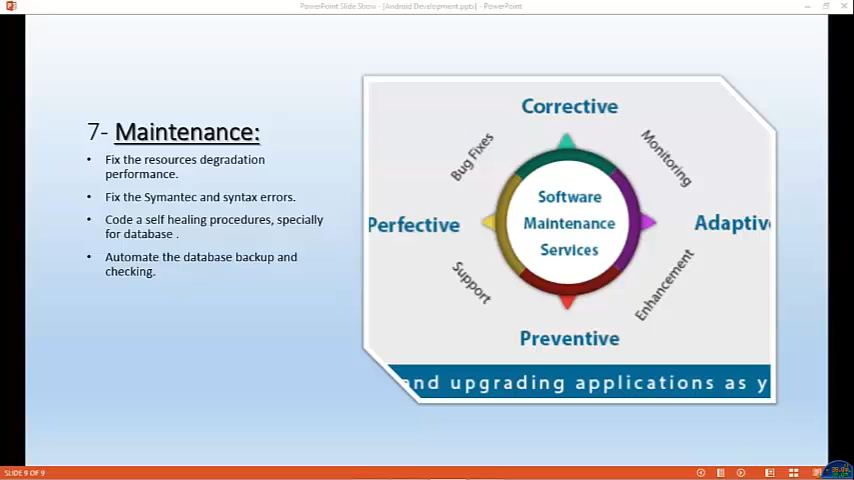 PowerPoint Slide Show - [Android Development.pptx] - PowerPoint
7- Maintenance:
• Fix the resources degradation
performance.
• Fix the Symantec and syntax errors.
• Code a self healing procedures, specially
for database .
• Automate the database backup and
checking.
Corrective
Bug Fixes
Monitoring
Software
Maintenance
Services
Perfective
Adaptive
Support
Enhancement
Preventive
and upgrading applications as y
SLIDE 9 OF 9